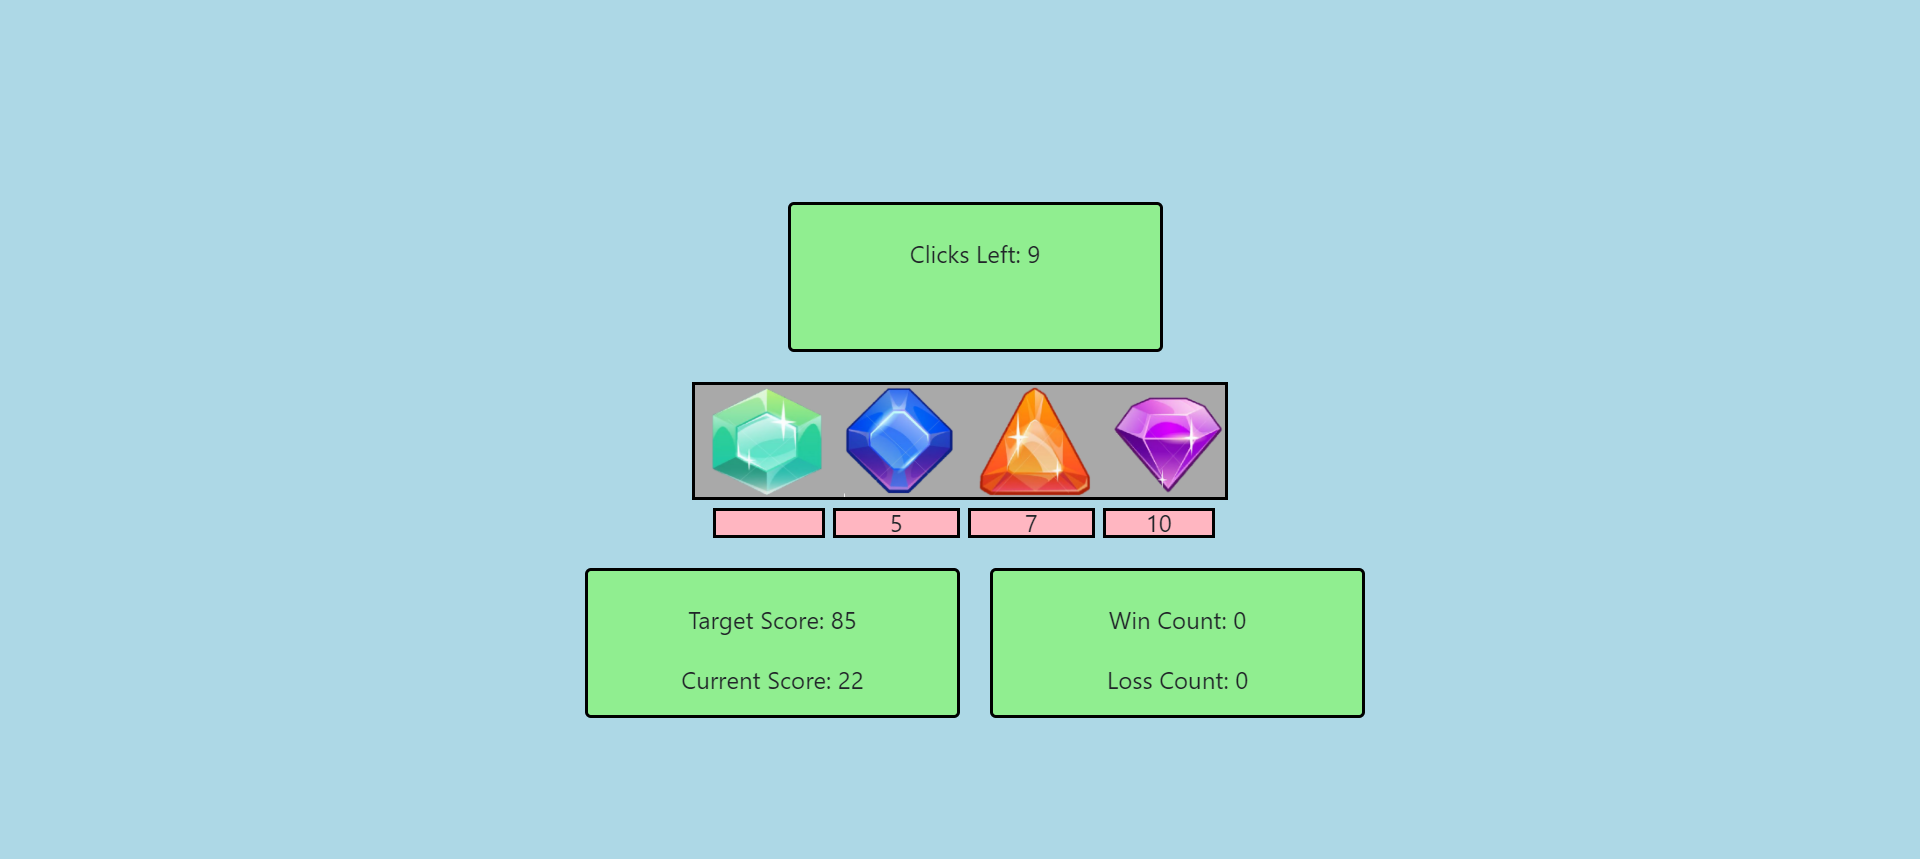 Clicks Left: 9
5
7
10
Target Score: 85
Current Score: 22
Win Count: 0
Loss Count: 0